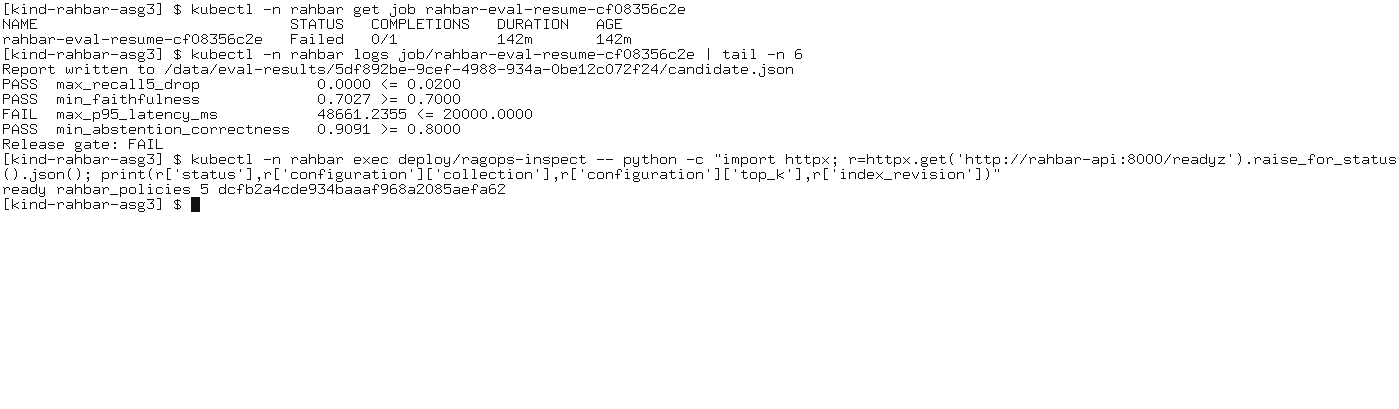 [kind-rahbar-asg3] $ kubectl -n rahbar get job rahbar-eval-resume-cf08356c2e
NAME                             STATUS   COMPLETIONS   DURATION   AGE
rahbar-eval-resume-cf08356c2e   Failed   0/1           142m       142m
[kind-rahbar-asg3] $ kubectl -n rahbar logs job/rahbar-eval-resume-cf08356c2e | tail -n 6
Report written to /data/eval-results/5df892be-9cef-4988-934a-0be12c072f24/candidate.json
PASS  max_recall5_drop             0.0000 <= 0.0200
PASS  min_faithfulness             0.7027 >= 0.7000
FAIL  max_p95_latency_ms           48661.2355 <= 20000.0000
PASS  min_abstention_correctness   0.9091 >= 0.8000
Release gate: FAIL
[kind-rahbar-asg3] $ kubectl -n rahbar exec deploy/ragops-inspect -- python -c "import httpx; r=httpx.get('http://rahbar-api:8000/readyz').raise_for_status
().json(); print(r['status'],r['configuration']['collection'],r['configuration']['top_k'],r['index_revision'])"
ready rahbar_policies 5 dcfb2a4cde934baaaf968a2085aefa62
[kind-rahbar-asg3] $